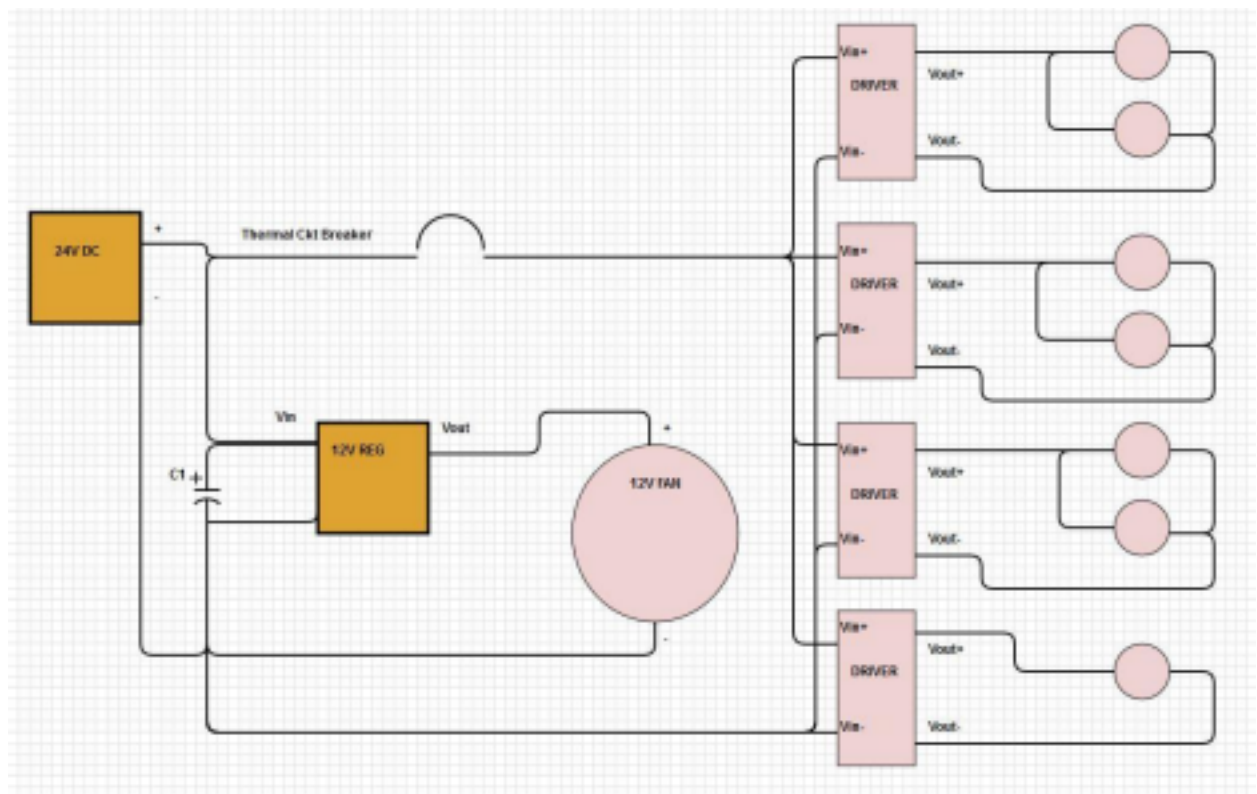 Vin+
DRIVER
Vout+
Vin-
Vout-
24V DC
+
-
Thermal Ckt Breaker
Vin+
DRIVER
Vout+
Vin-
Vout-
Vin
12V REG
Vout
C1 +
+
12V FAN
-
Vin+
DRIVER
Vout+
Vin-
Vout-
Vin+
DRIVER
Vout+
Vin-
Vout-